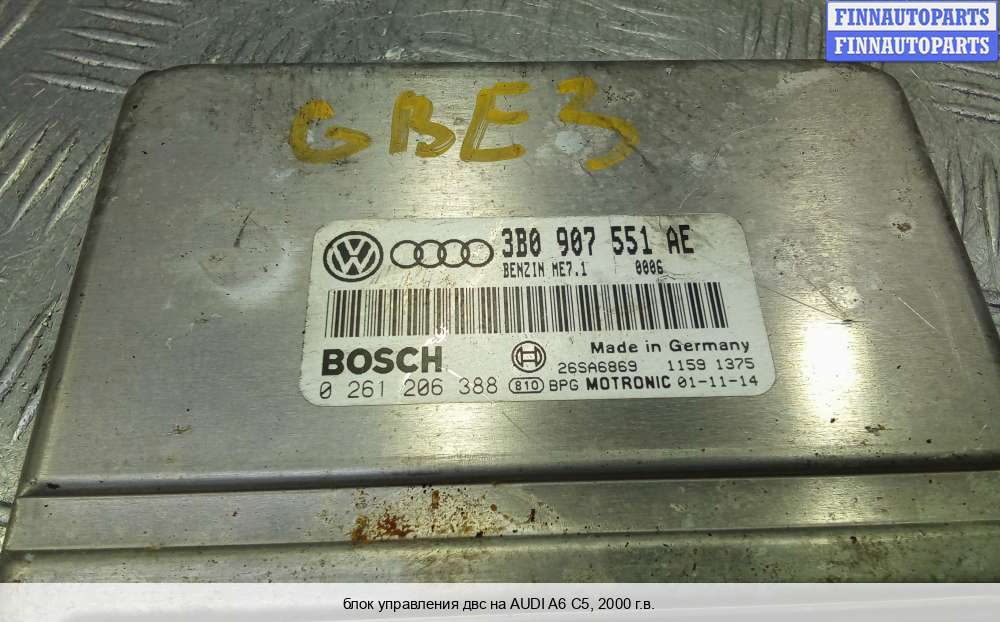 FINNAUTOPARTS
FINNAUTOPARTS
GBE3
3B0 907 551 AE
BENZIN ME7.1 0006
BOSCH
Made in Germany
26SA6869 1159 1375
0 261 206 388 810 BPG MOTRONIC 01-11-14
блок управления двс на AUDI A6 C5, 2000 г.в.